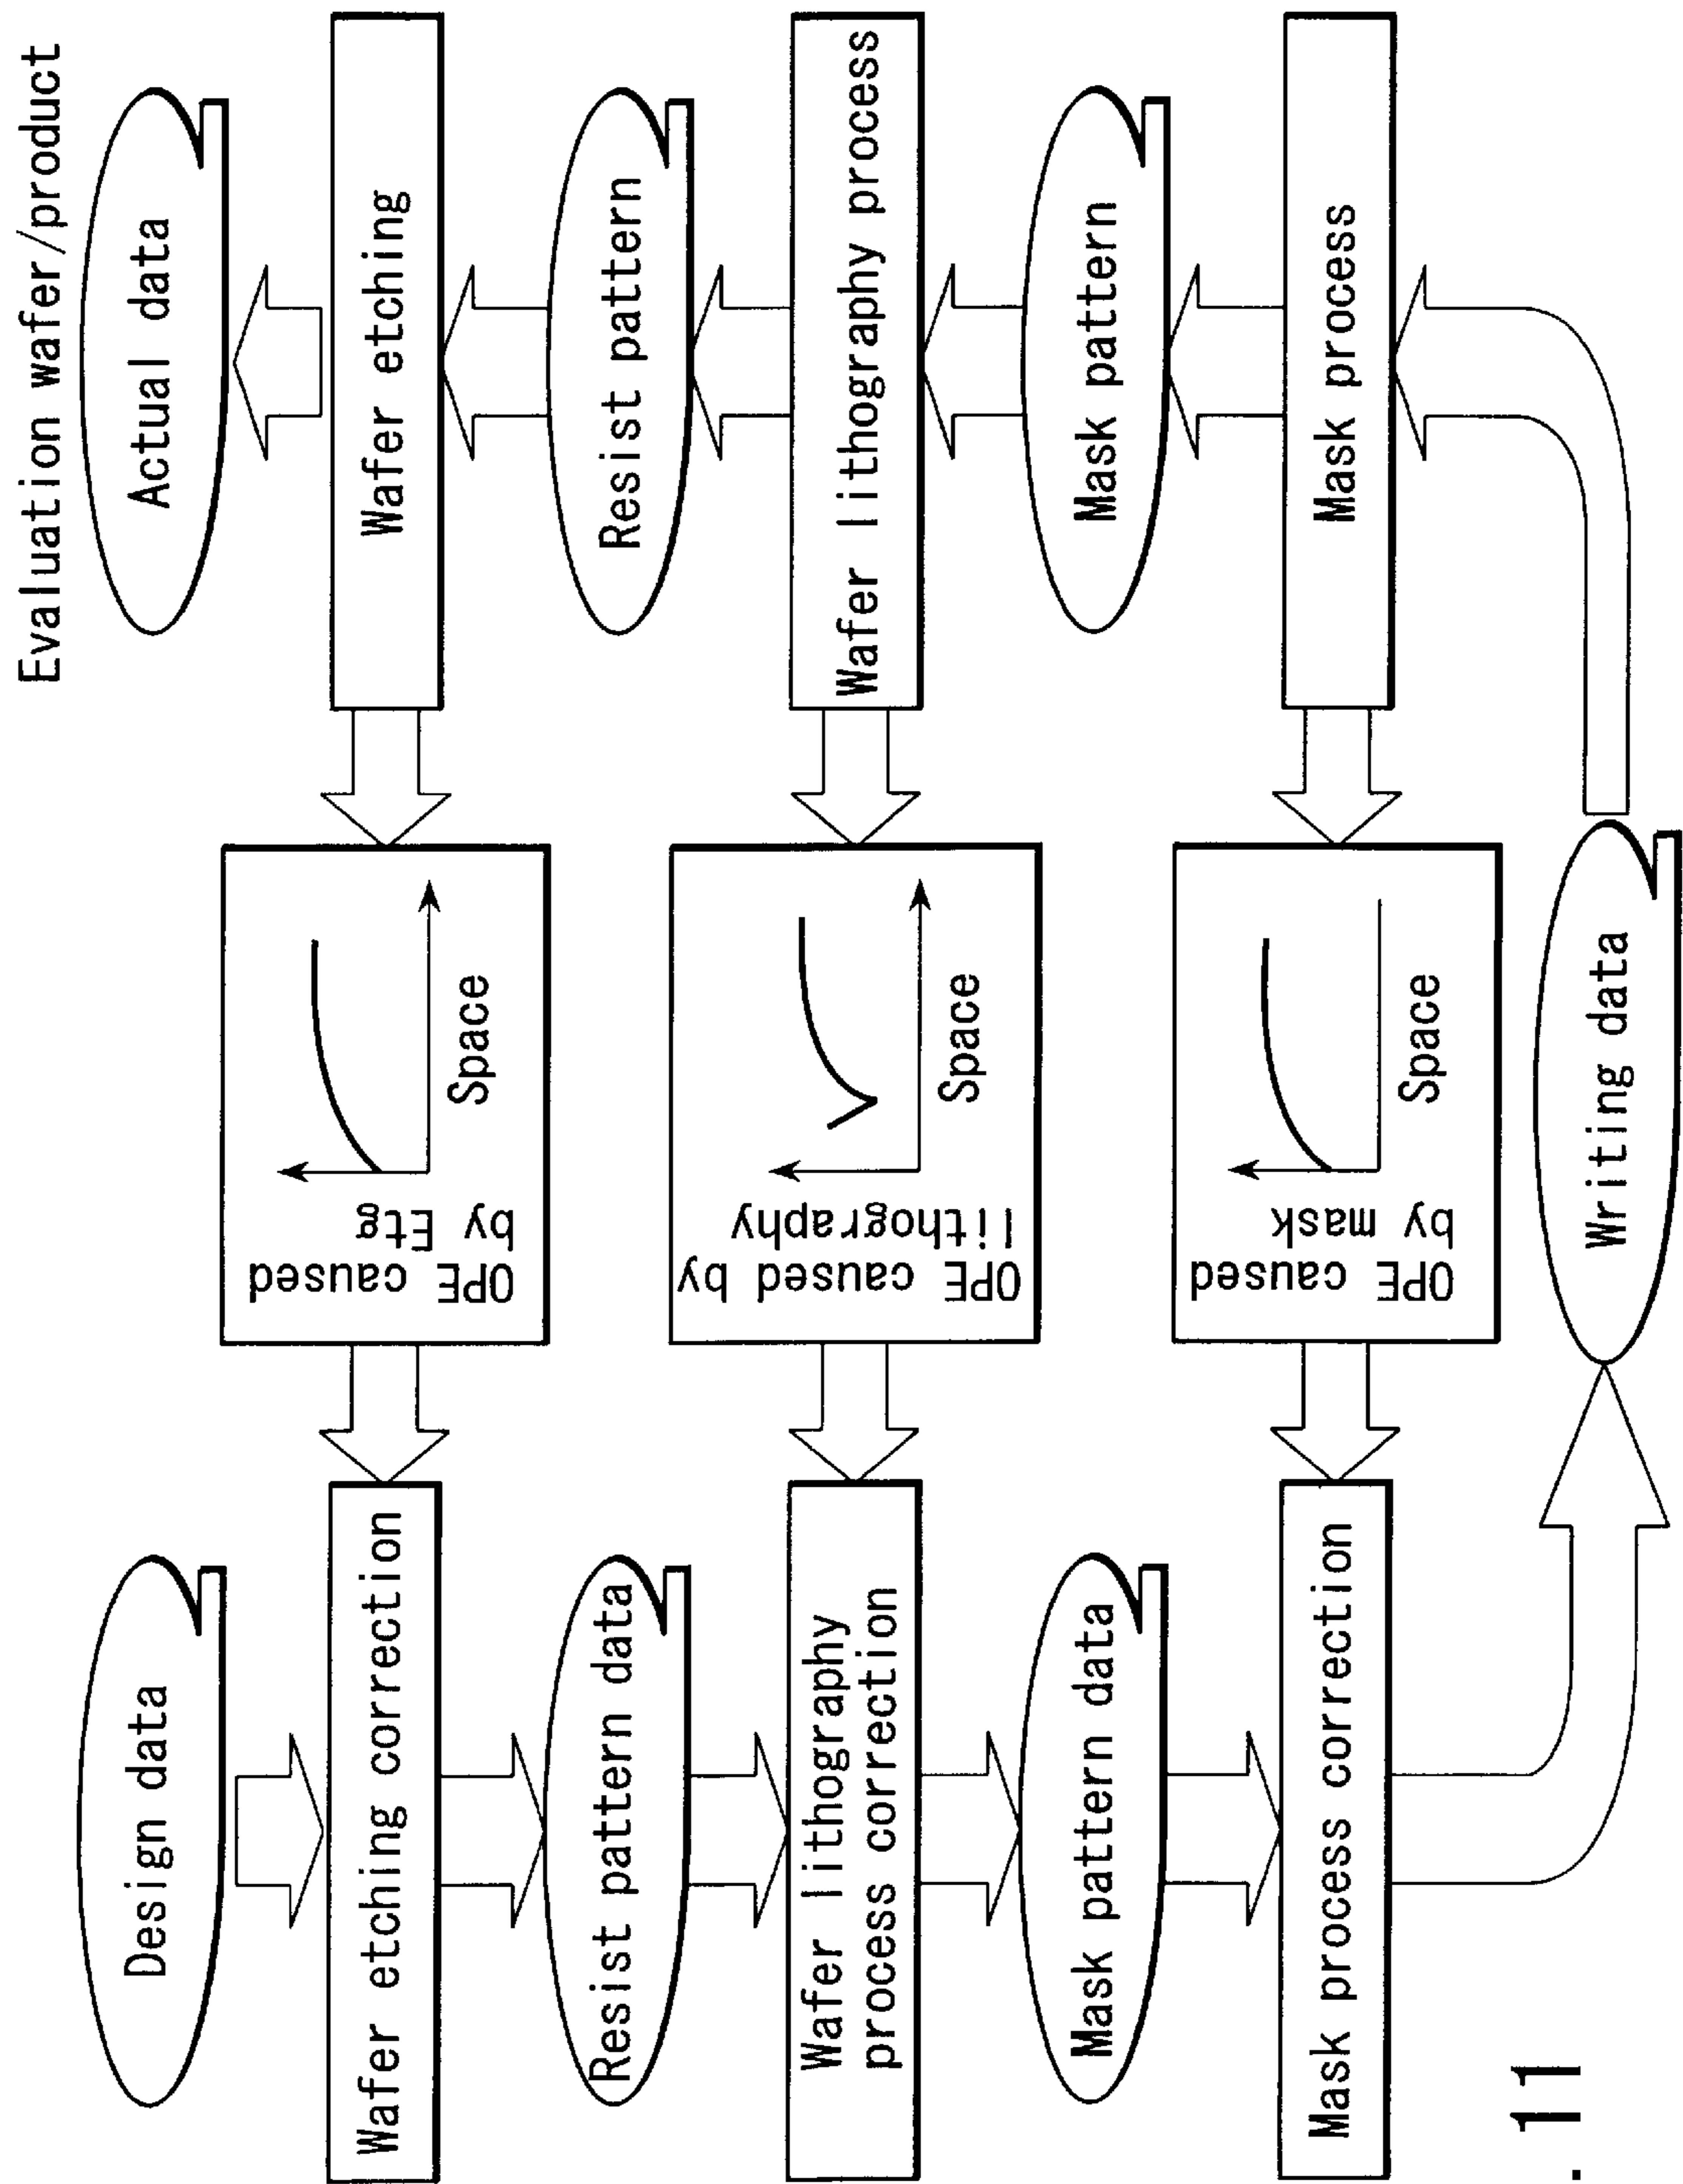 Evaluation wafer/product
Design data
Actual data
Wafer etching correction
OPE caused
by Etg
Space
Wafer etching
Resist pattern data
Resist pattern
Wafer lithography
process correction
OPE caused by
lithography
Space
Wafer lithography process
Mask pattern data
Mask pattern
Mask process correction
OPE caused
by mask
Space
Mask process
Writing data
. 11